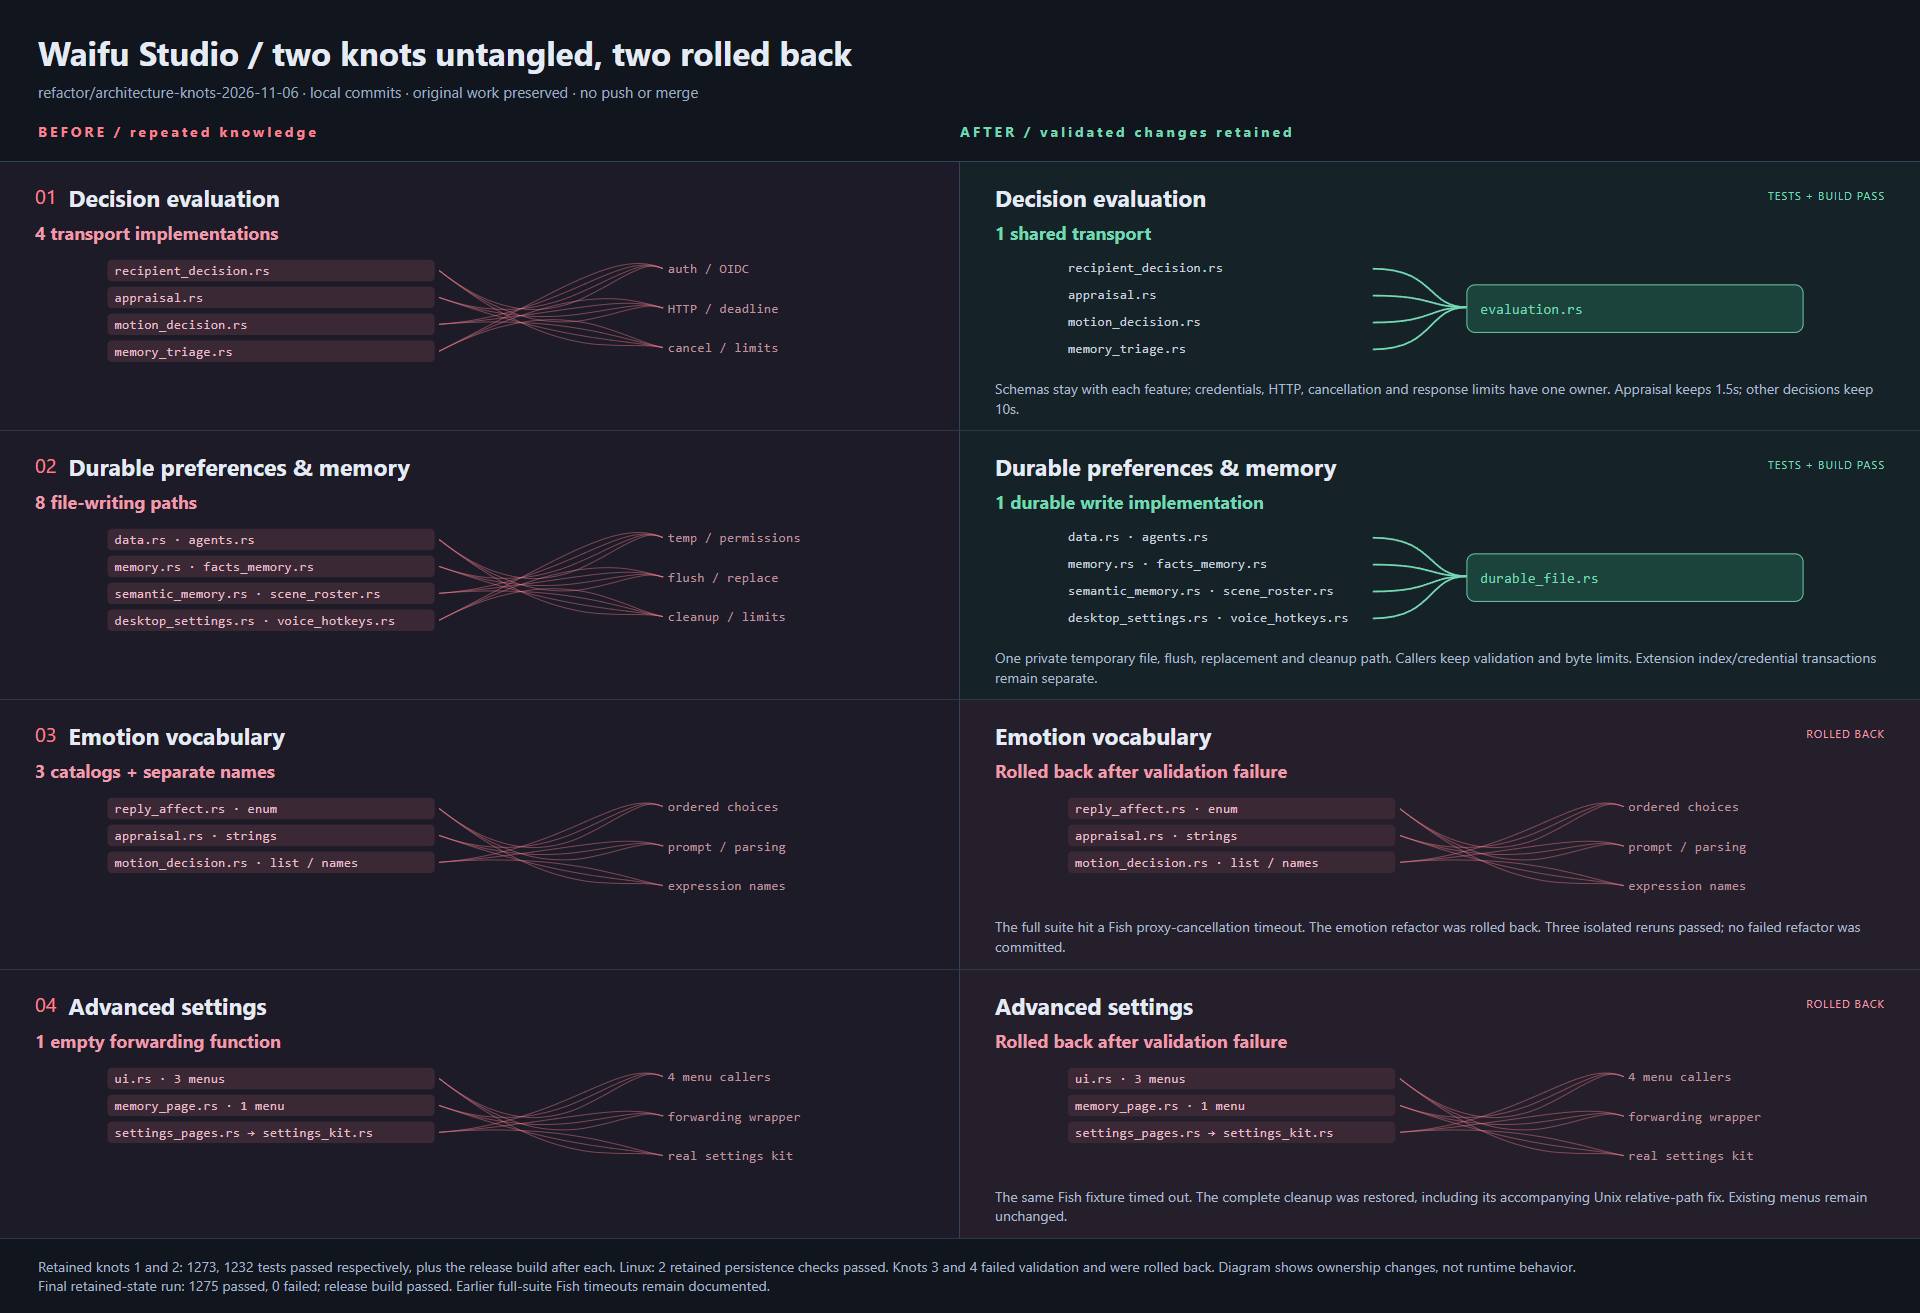 Waifu Studio / two knots untangled, two rolled back
refactor/architecture-knots-2026-11-06 · local commits · original work preserved · no push or merge
BEFORE / repeated knowledge
AFTER / validated changes retained
01 Decision evaluation
4 transport implementations
recipient_decision.rs
appraisal.rs
motion_decision.rs
memory_triage.rs
auth / OIDC
HTTP / deadline
cancel / limits
Decision evaluation
TESTS + BUILD PASS
1 shared transport
recipient_decision.rs
appraisal.rs
motion_decision.rs
memory_triage.rs
evaluation.rs
Schemas stay with each feature; credentials, HTTP, cancellation and response limits have one owner. Appraisal keeps 1.5s; other decisions keep
10s.
02 Durable preferences & memory
8 file-writing paths
data.rs · agents.rs
memory.rs · facts_memory.rs
semantic_memory.rs · scene_roster.rs
desktop_settings.rs · voice_hotkeys.rs
temp / permissions
flush / replace
cleanup / limits
Durable preferences & memory
TESTS + BUILD PASS
1 durable write implementation
data.rs · agents.rs
memory.rs · facts_memory.rs
semantic_memory.rs · scene_roster.rs
desktop_settings.rs · voice_hotkeys.rs
durable_file.rs
One private temporary file, flush, replacement and cleanup path. Callers keep validation and byte limits. Extension index/credential transactions
remain separate.
03 Emotion vocabulary
3 catalogs + separate names
reply_affect.rs · enum
appraisal.rs · strings
motion_decision.rs · list / names
ordered choices
prompt / parsing
expression names
Emotion vocabulary
ROLLED BACK
Rolled back after validation failure
reply_affect.rs · enum
appraisal.rs · strings
motion_decision.rs · list / names
ordered choices
prompt / parsing
expression names
The full suite hit a Fish proxy-cancellation timeout. The emotion refactor was rolled back. Three isolated reruns passed; no failed refactor was
committed.
04 Advanced settings
1 empty forwarding function
ui.rs · 3 menus
memory_page.rs · 1 menu
settings_pages.rs → settings_kit.rs
4 menu callers
forwarding wrapper
real settings kit
Advanced settings
ROLLED BACK
Rolled back after validation failure
ui.rs · 3 menus
memory_page.rs · 1 menu
settings_pages.rs → settings_kit.rs
4 menu callers
forwarding wrapper
real settings kit
The same Fish fixture timed out. The complete cleanup was restored, including its accompanying Unix relative-path fix. Existing menus remain
unchanged.
Retained knots 1 and 2: 1273, 1232 tests passed respectively, plus the release build after each. Linux: 2 retained persistence checks passed. Knots 3 and 4 failed validation and were rolled back. Diagram shows ownership changes, not runtime behavior.
Final retained-state run: 1275 passed, 0 failed; release build passed. Earlier full-suite Fish timeouts remain documented.